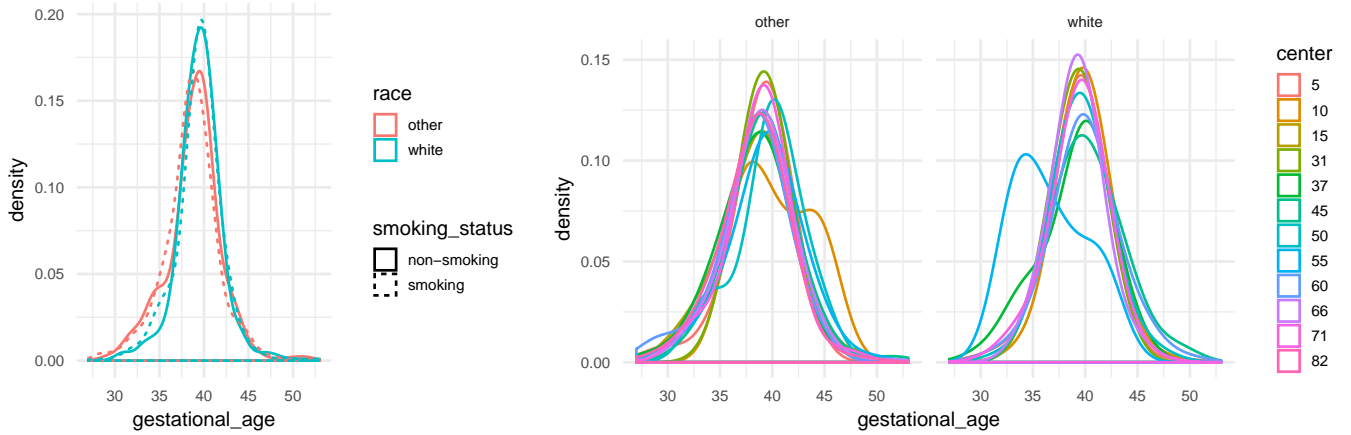 0.20
0.15
0.10
0.05
0.00
density
30 35 40 45 50
gestational_age
race
other
white
smoking_status
non−smoking
smoking
other white
0.15
0.10
0.05
0.00
density
30 35 40 45 50 30 35 40 45 50
gestational_age
center
5
10
15
31
37
45
50
55
60
66
71
82